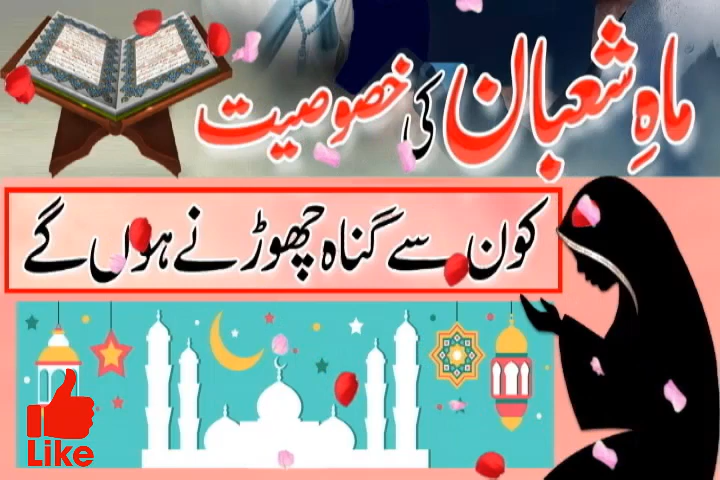 ماہِ شعبان کی خصوصیت
کون سے گناہ چھوڑنے ہوں گے
Like